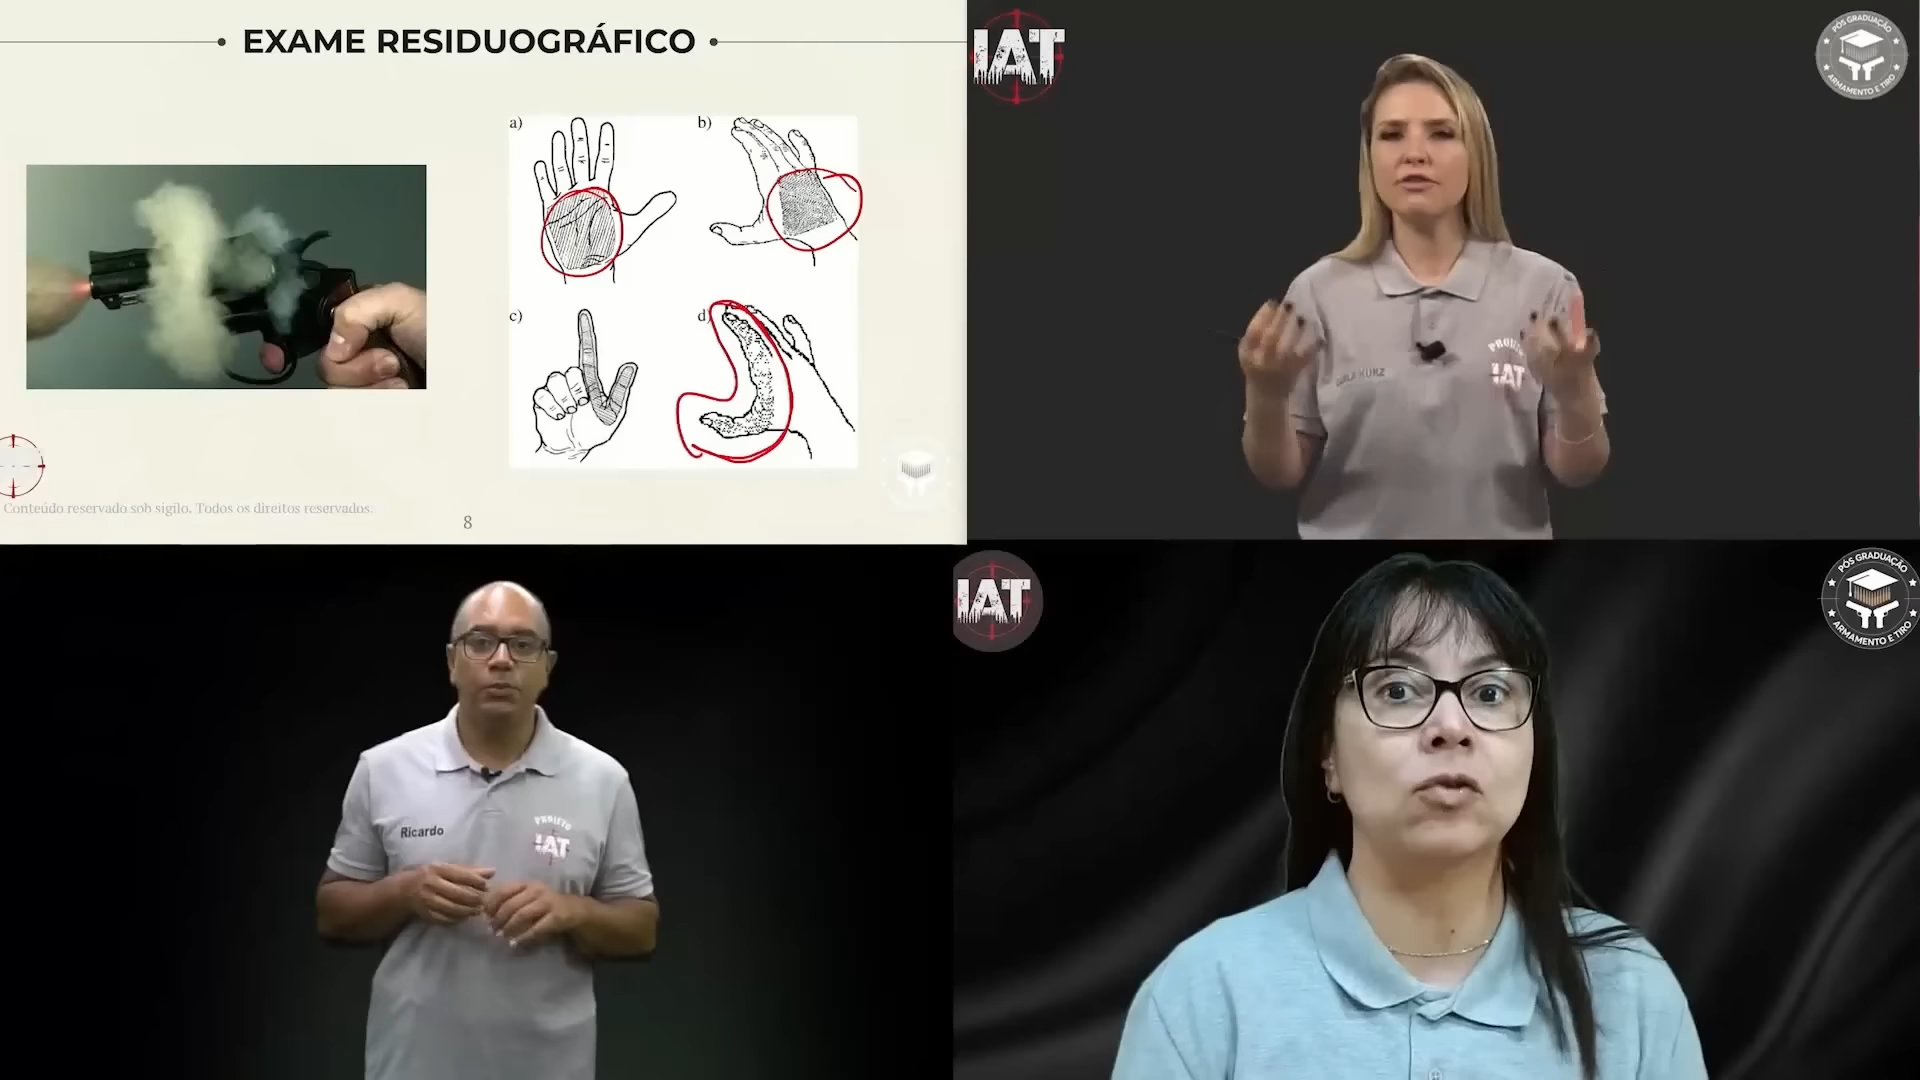 EXAME RESIDUOGRÁFICO
a)
b)
c)
d)
Conteúdo reservado sob sigilo. Todos os direitos reservados.
8
IAT
PÓS GRADUAÇÃO
ARMAMENTO E TIRO
KURZ
PROJETO
IAT
Ricardo
PROJETO
IAT
IAT
PÓS GRADUAÇÃO
ARMAMENTO E TIRO